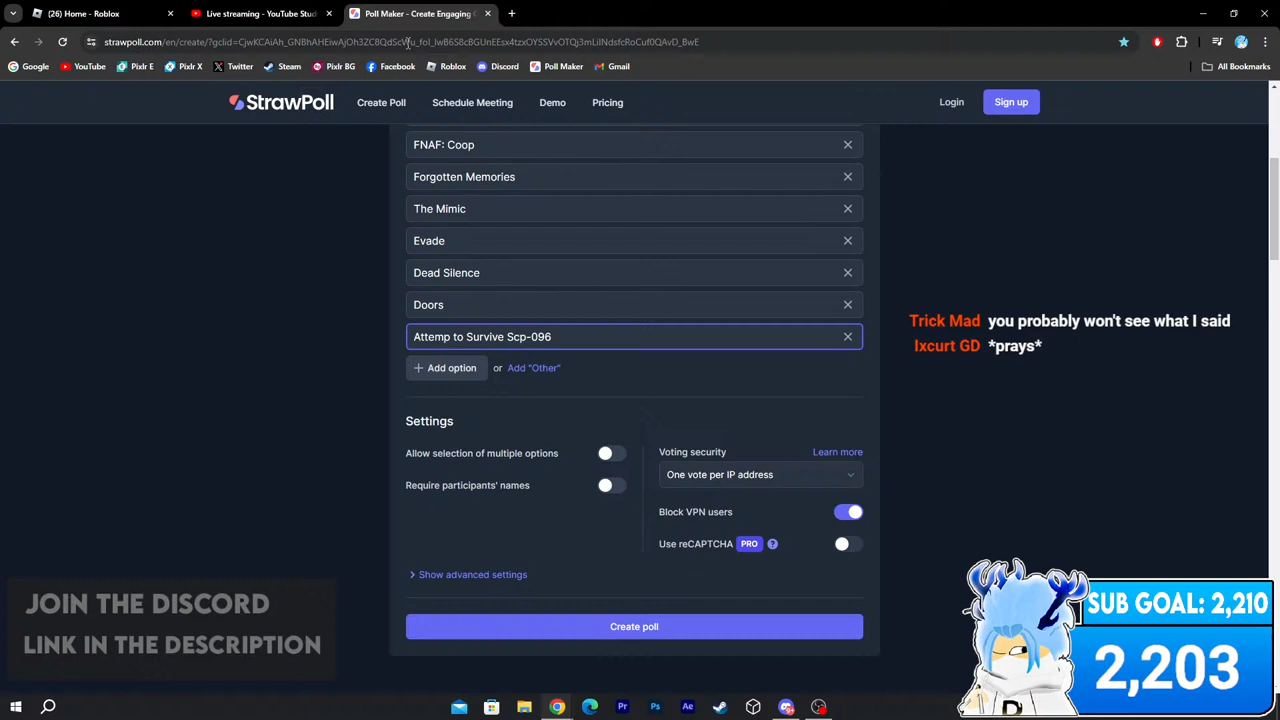 (26) Home - Roblox
Live streaming - YouTube Studio
Poll Maker - Create Engaging
Google
YouTube
Pixlr E
Pixlr X
Twitter
Steam
Pixlr BG
Facebook
Roblox
Discord
Poll Maker
Gmail
All Bookmarks
StrawPoll
Create Poll
Schedule Meeting
Demo
Pricing
Login
Sign up
FNAF: Coop
Forgotten Memories
The Mimic
Evade
Dead Silence
Doors
Attemp to Survive Scp-096
+ Add option or Add "Other"
Settings
Allow selection of multiple options
Require participants' names
Voting security
Learn more
One vote per IP address
Block VPN users
Use reCAPTCHA PRO ?
Show advanced settings
Create poll
Trick Mad you probably won't see what I said
Ixcurt GD *prays*
JOIN THE DISCORD
LINK IN THE DESCRIPTION
SUB GOAL: 2,210
2,203
Pr
Ps
Ae